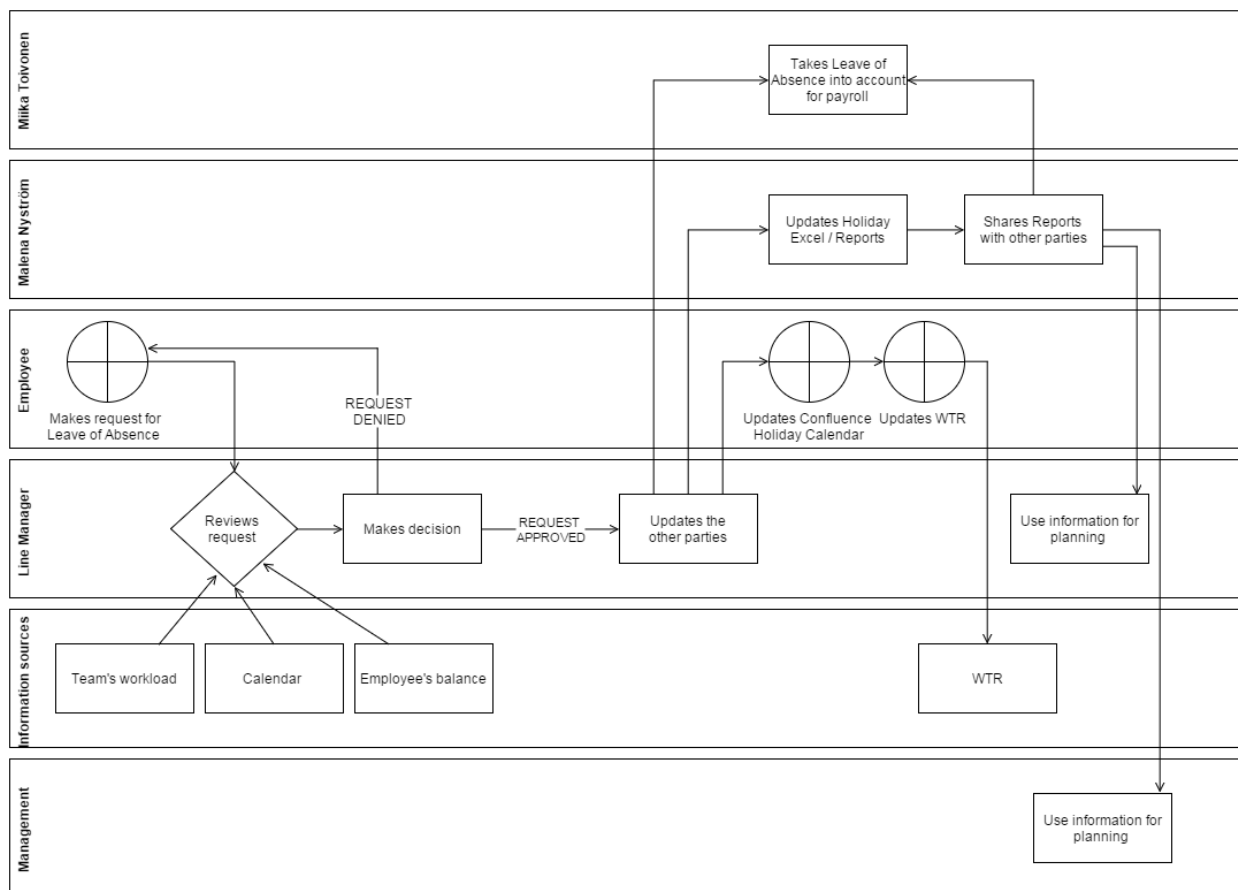 Miika Toivonen
Takes Leave of
Absence into account
for payroll
Malena Nyström
Updates Holiday
Excel / Reports
Shares Reports
with other parties
Employee
Makes request for
Leave of Absence
REQUEST
DENIED
Updates Confluence
Holiday Calendar
Updates WTR
Line Manager
Reviews
request
Makes decision
REQUEST
APPROVED
Updates the
other parties
Use information for
planning
Information sources
Team's workload
Calendar
Employee's balance
WTR
Management
Use information for
planning